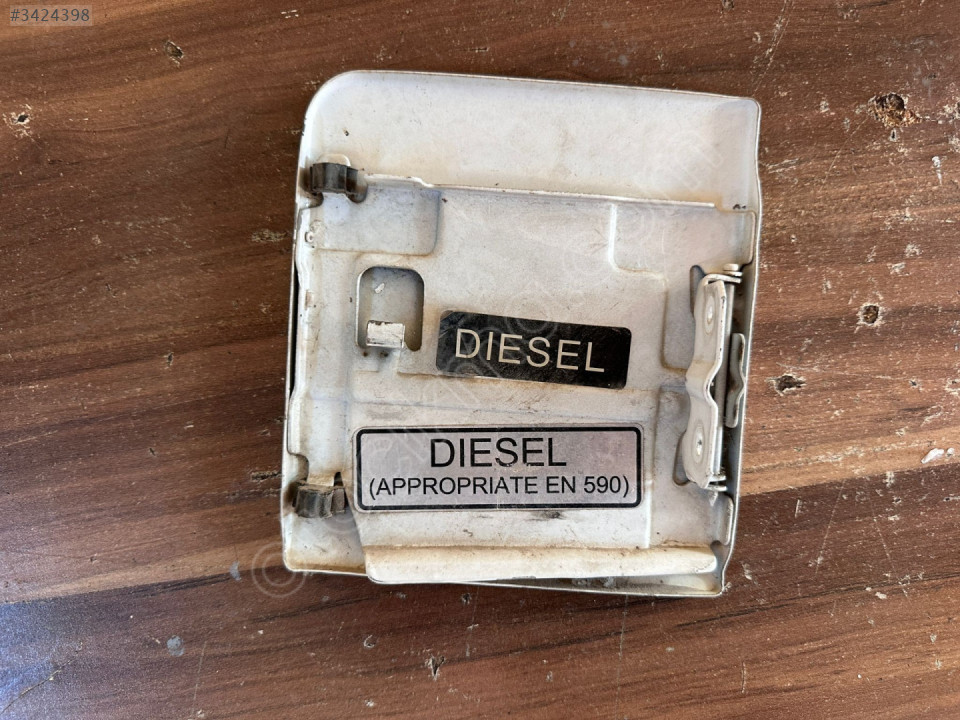 #3424398
DIESEL
DIESEL
(APPROPRIATE EN 590)